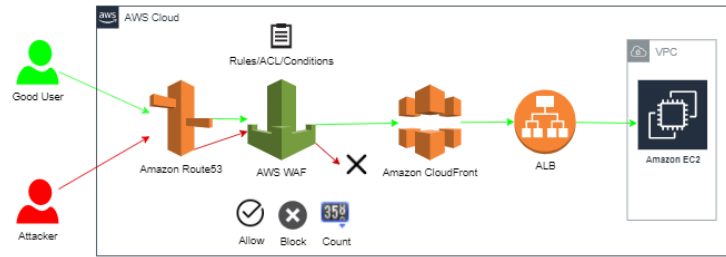 aws
AWS Cloud
VPC
Rules/ACL/Conditions
Good User
Amazon Route53
AWS WAF
Amazon CloudFront
ALB
Amazon EC2
Attacker
Allow
Block
Count